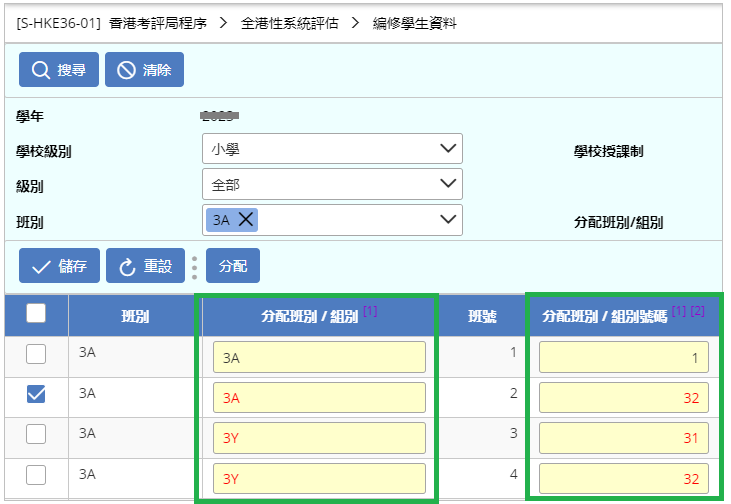 [S-HKE36-01] 香港考評局程序 > 全港性系統評估 > 編修學生資料
搜尋 清除
學年
學校級別 小學 學校授課制
級別 全部
班別 3A 分配班別/組別
儲存 重設 分配
班別 分配班別 / 組別 [1] 班號 分配班別 / 組別號碼 [1] [2]
3A 3A 1 1
3A 3A 2 32
3A 3Y 3 31
3A 3Y 4 32